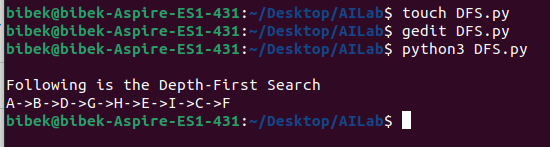 bibek@bibek-Aspire-ES1-431:~/Desktop/AILab$ touch DFS.py
bibek@bibek-Aspire-ES1-431:~/Desktop/AILab$ gedit DFS.py
bibek@bibek-Aspire-ES1-431:~/Desktop/AILab$ python3 DFS.py
Following is the Depth-First Search
A->B->D->G->H->E->I->C->F
bibek@bibek-Aspire-ES1-431:~/Desktop/AILab$